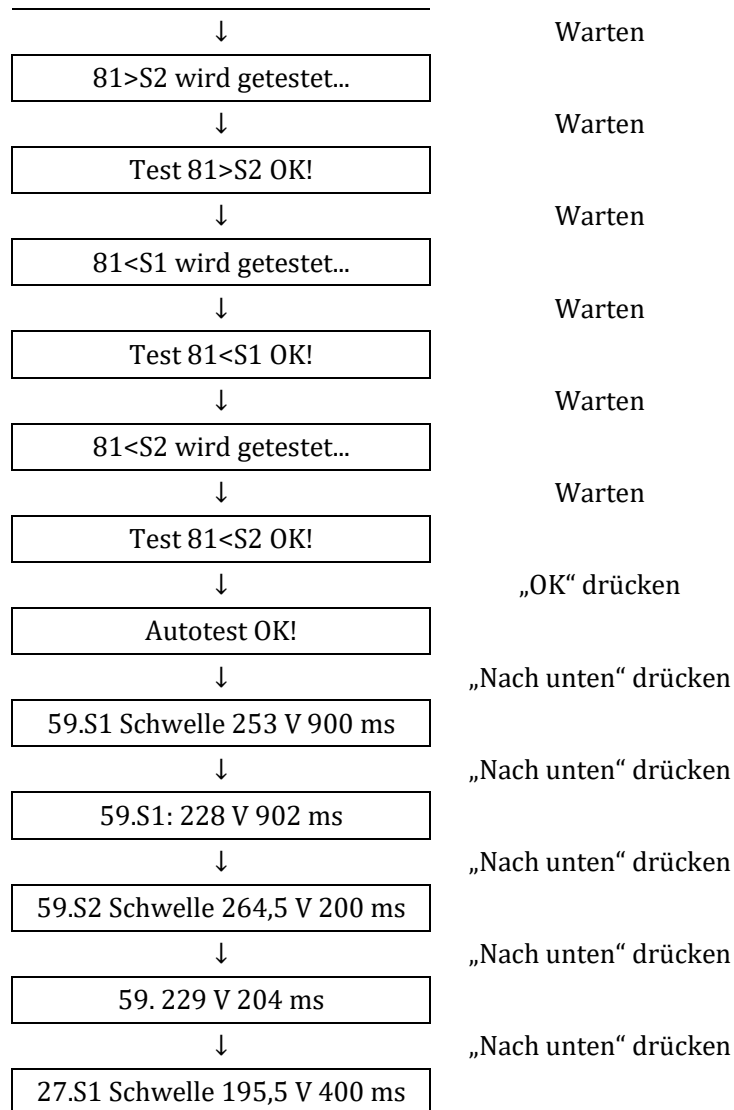 ↓ Warten
81>S2 wird getestet...
↓ Warten
Test 81>S2 OK!
↓ Warten
81<S1 wird getestet...
↓ Warten
Test 81<S1 OK!
↓ Warten
81<S2 wird getestet...
↓ Warten
Test 81<S2 OK!
↓ „OK“ drücken
Autotest OK!
↓ „Nach unten“ drücken
59.S1 Schwelle 253 V 900 ms
↓ „Nach unten“ drücken
59.S1: 228 V 902 ms
↓ „Nach unten“ drücken
59.S2 Schwelle 264,5 V 200 ms
↓ „Nach unten“ drücken
59. 229 V 204 ms
↓ „Nach unten“ drücken
27.S1 Schwelle 195,5 V 400 ms